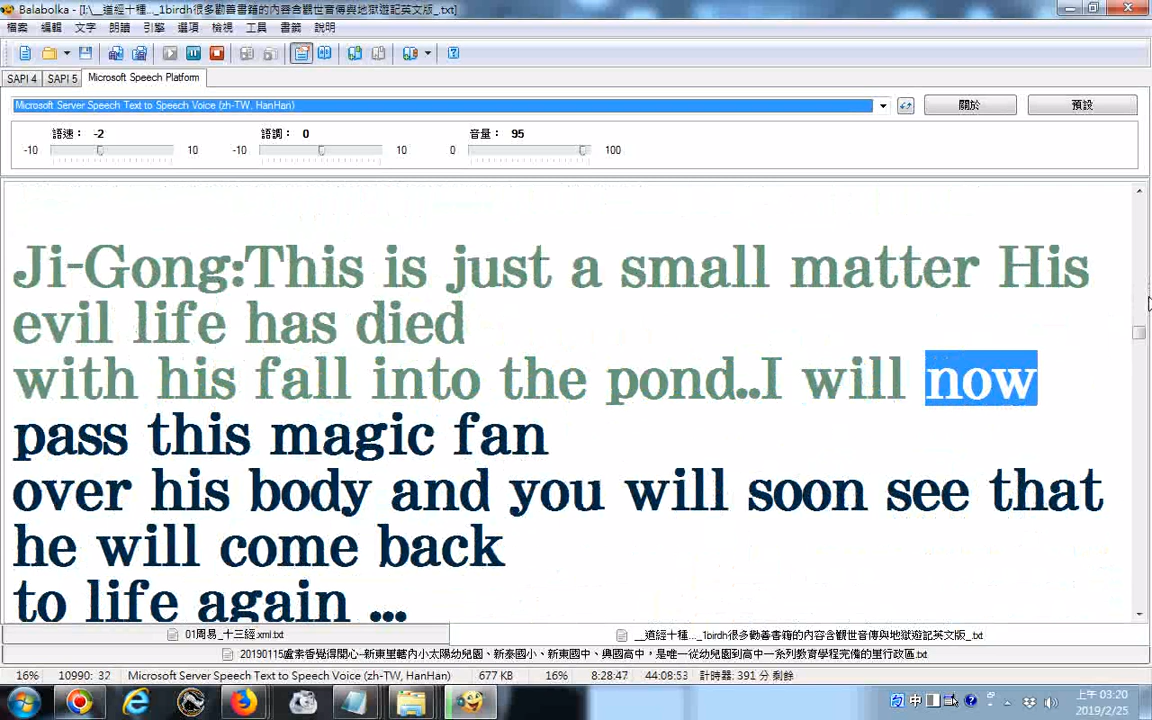 Balabolka - [I:\__道經十種..._1birdh很多勸善書籍的內容含觀世音傳與地獄遊記英文版_.txt]
檔案 編輯 文字 朗讀 引擎 選項 檢視 工具 書籤 說明
SAPI 4 SAPI 5 Microsoft Speech Platform
Microsoft Server Speech Text to Speech Voice (zh-TW, HanHan) 關於 預設
語速： -2 語調： 0 音量： 95
-10 10 -10 10 0 100
Ji-Gong:This is just a small matter His
evil life has died
with his fall into the pond..I will now
pass this magic fan
over his body and you will soon see that
he will come back
to life again ...
01周易_十三經.xml.txt __道經十種..._1birdh很多勸善書籍的內容含觀世音傳與地獄遊記英文版_.txt
20190115盧素香覺得開心-新東里轄內小太陽幼兒園、新泰國小、新東國中、興國高中，是唯一從幼兒園到高中一系列教育學程完備的里行政區.txt
16% 10990: 32 Microsoft Server Speech Text to Speech Voice (zh-TW, HanHan) 677 KB 16% 8:28:47 44:08:53 計時器: 391 分 剩餘
中 上午 03:20
2019/2/25